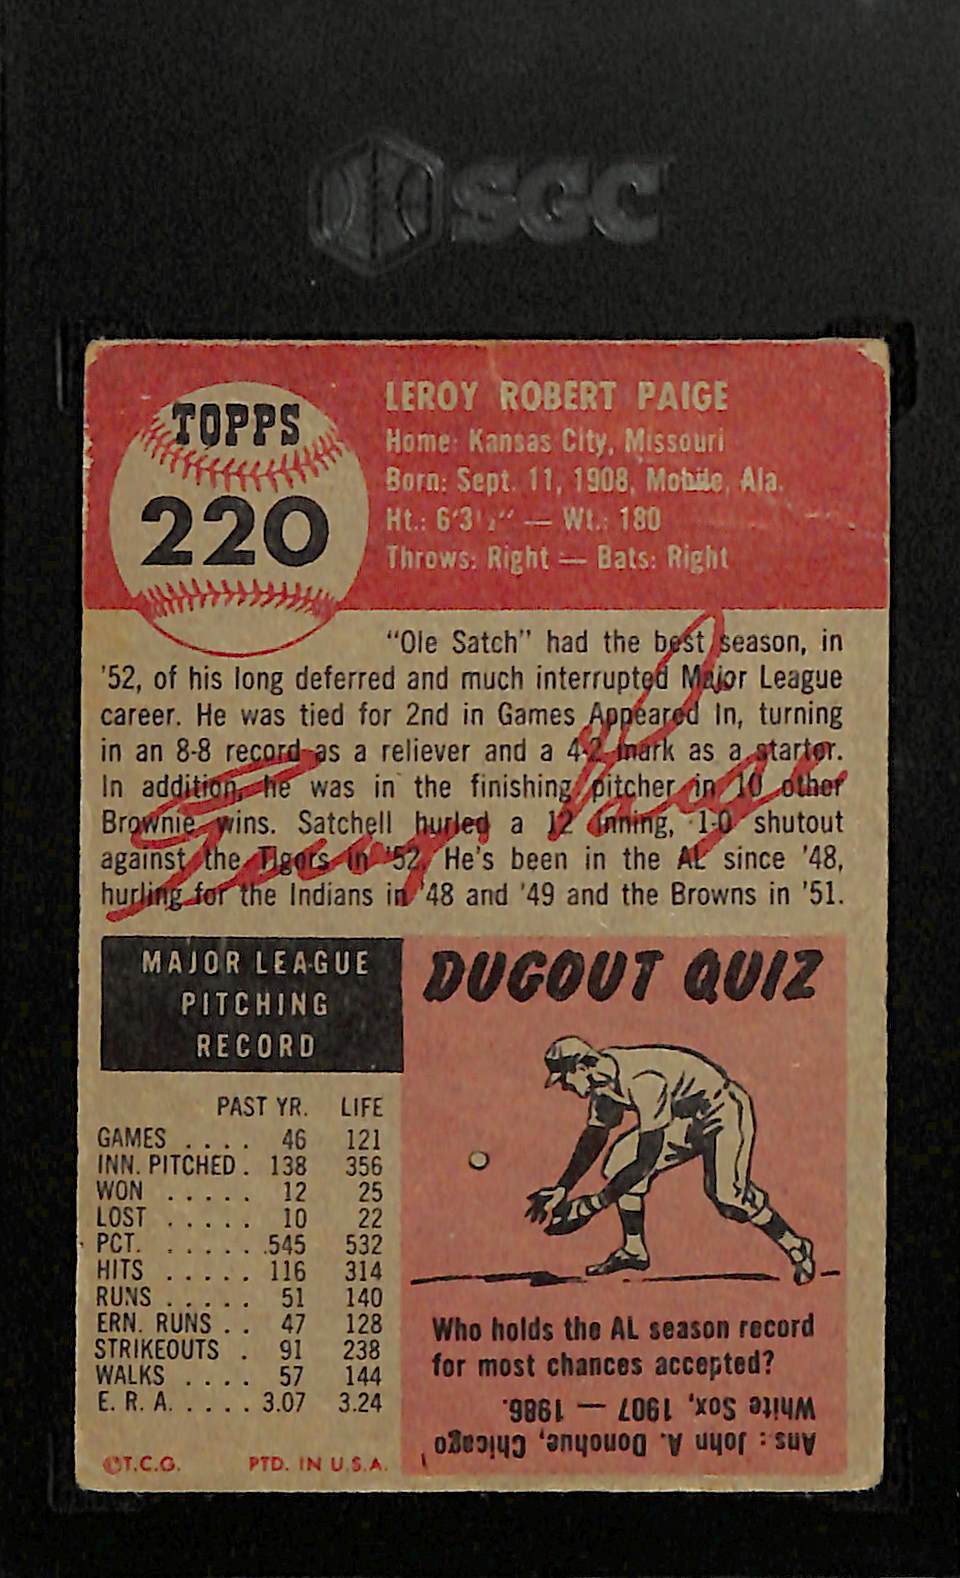 SGC
TOPPS
220
LEROY ROBERT PAIGE
Home: Kansas City, Missouri
Born: Sept. 11, 1908, Mobile, Ala.
Ht.: 6'3½" — Wt.: 180
Throws: Right — Bats: Right
"Ole Satch" had the best season, in
'52, of his long deferred and much interrupted Major League
career. He was tied for 2nd in Games Appeared In, turning
in an 8-8 record as a reliever and a 4-2 mark as a starter.
In addition, he was in the finishing pitcher in 10 other
Brownie wins. Satchell hurled a 12 inning, 1-0 shutout
against the Tigers in '52. He's been in the AL since '48,
hurling for the Indians in '48 and '49 and the Browns in '51.
MAJOR LEAGUE
PITCHING
RECORD
PAST YR. LIFE
GAMES .... 46 121
INN. PITCHED . 138 356
WON ..... 12 25
LOST ..... 10 22
PCT. ...... .545 532
HITS ..... 116 314
RUNS ..... 51 140
ERN. RUNS .. 47 128
STRIKEOUTS . 91 238
WALKS .... 57 144
E. R. A. ..... 3.07 3.24
©T.C.G. PTD. IN U.S.A.
DUGOUT QUIZ
Who holds the AL season record
for most chances accepted?
Ans: John A. Donohue, Chicago
White Sox, 1907 — 1986.